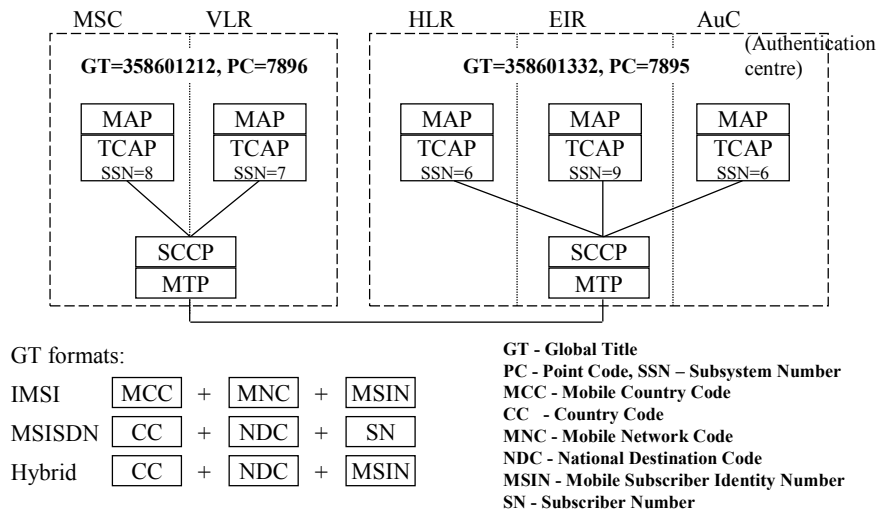 MSC VLR HLR EIR AuC
(Authentication
centre)
GT=358601212, PC=7896 GT=358601332, PC=7895
MAP MAP MAP MAP MAP
TCAP TCAP TCAP TCAP TCAP
SSN=8 SSN=7 SSN=6 SSN=9 SSN=6
SCCP SCCP
MTP MTP
GT formats:
IMSI MCC + MNC + MSIN
MSISDN CC + NDC + SN
Hybrid CC + NDC + MSIN
GT - Global Title
PC - Point Code, SSN – Subsystem Number
MCC - Mobile Country Code
CC - Country Code
MNC - Mobile Network Code
NDC - National Destination Code
MSIN - Mobile Subscriber Identity Number
SN - Subscriber Number